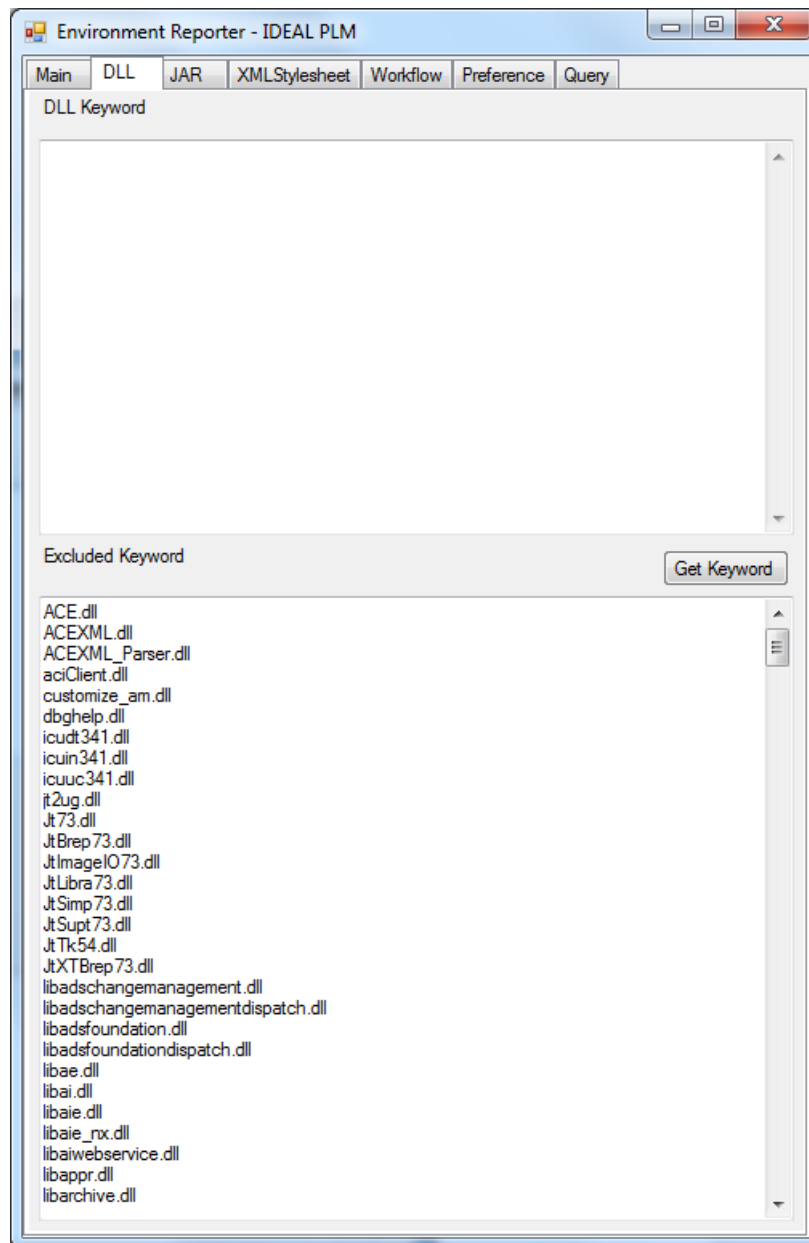 Environment Reporter - IDEAL PLM
Main DLL JAR XMLStylesheet Workflow Preference Query
DLL Keyword
Excluded Keyword
Get Keyword
ACE.dll
ACEXML.dll
ACEXML_Parser.dll
aciClient.dll
customize_am.dll
dbghelp.dll
icudt341.dll
icuin341.dll
icuuc341.dll
jt2ug.dll
Jt73.dll
JtBrep73.dll
JtImageIO73.dll
JtLibra73.dll
JtSimp73.dll
JtSupt73.dll
JtTk54.dll
JtXTBrep73.dll
libadschangemanagement.dll
libadschangemanagementdispatch.dll
libadsfoundation.dll
libadsfoundationdispatch.dll
libae.dll
libai.dll
libaie.dll
libaie_nx.dll
libaiwebservice.dll
libappr.dll
libarchive.dll